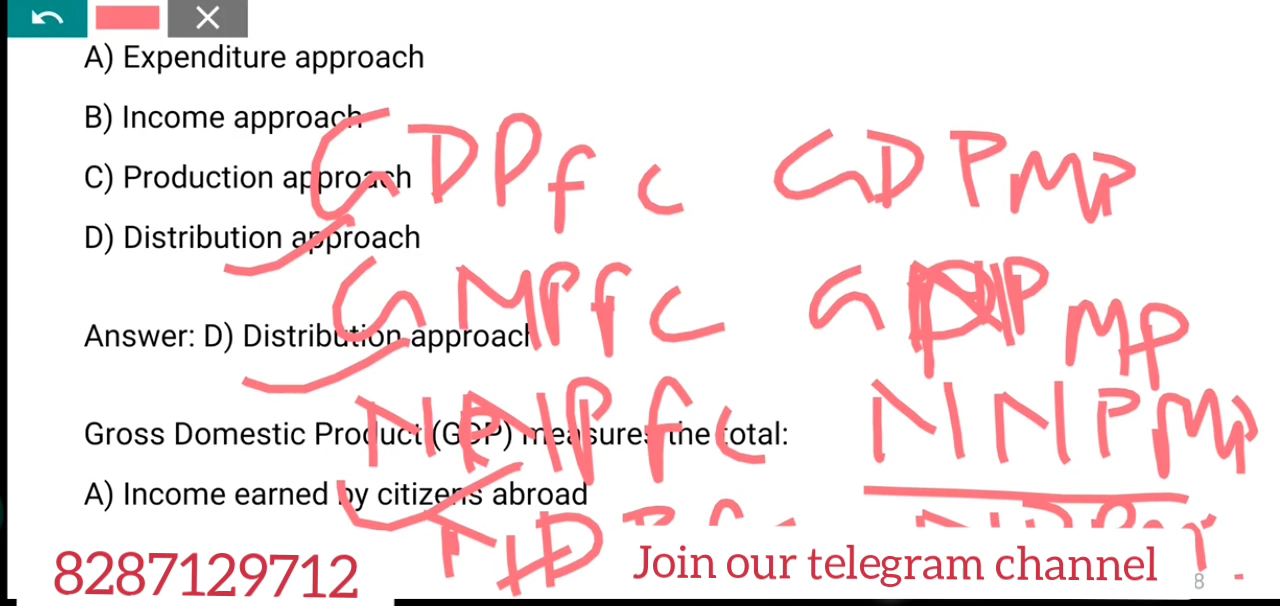 A) Expenditure approach
B) Income approach
C) Production approach
D) Distribution approach
GDPfc GDPMP
GMPfc GNPMP
Answer: D) Distribution approach
NNPfc NNPMP
Gross Domestic Product (GDP) measures the total:
A) Income earned by citizens abroad
8287129712
Join our telegram channel
8